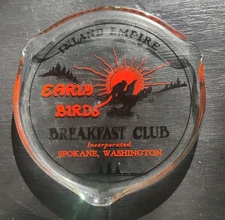 INLAND EMPIRE
EARLY
BIRDS
BREAKFAST CLUB
Incorporated
SPOKANE, WASHINGTON